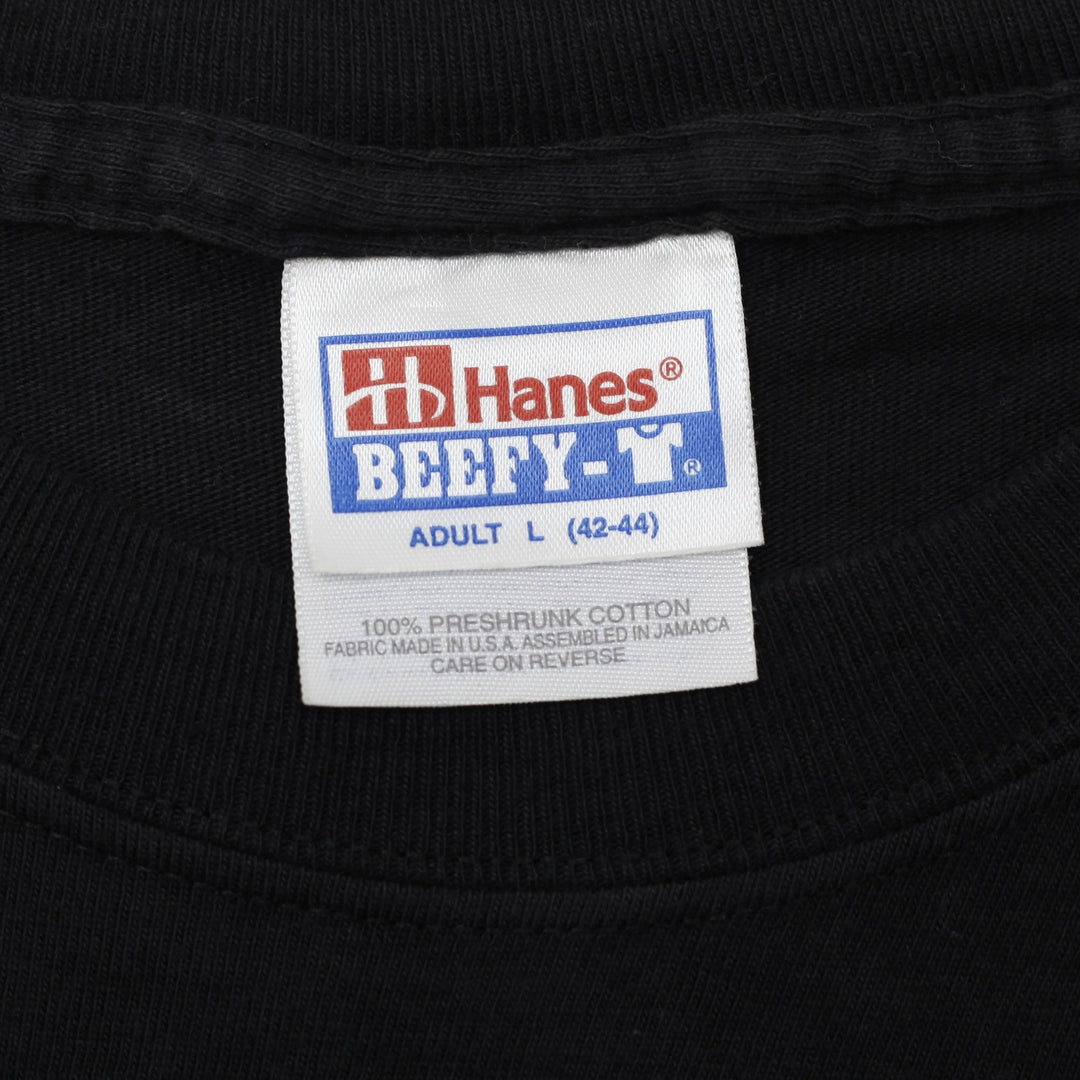 Hanes®
BEEFY-T®
ADULT L (42-44)
100% PRESHRUNK COTTON
FABRIC MADE IN U.S.A. ASSEMBLED IN JAMAICA
CARE ON REVERSE